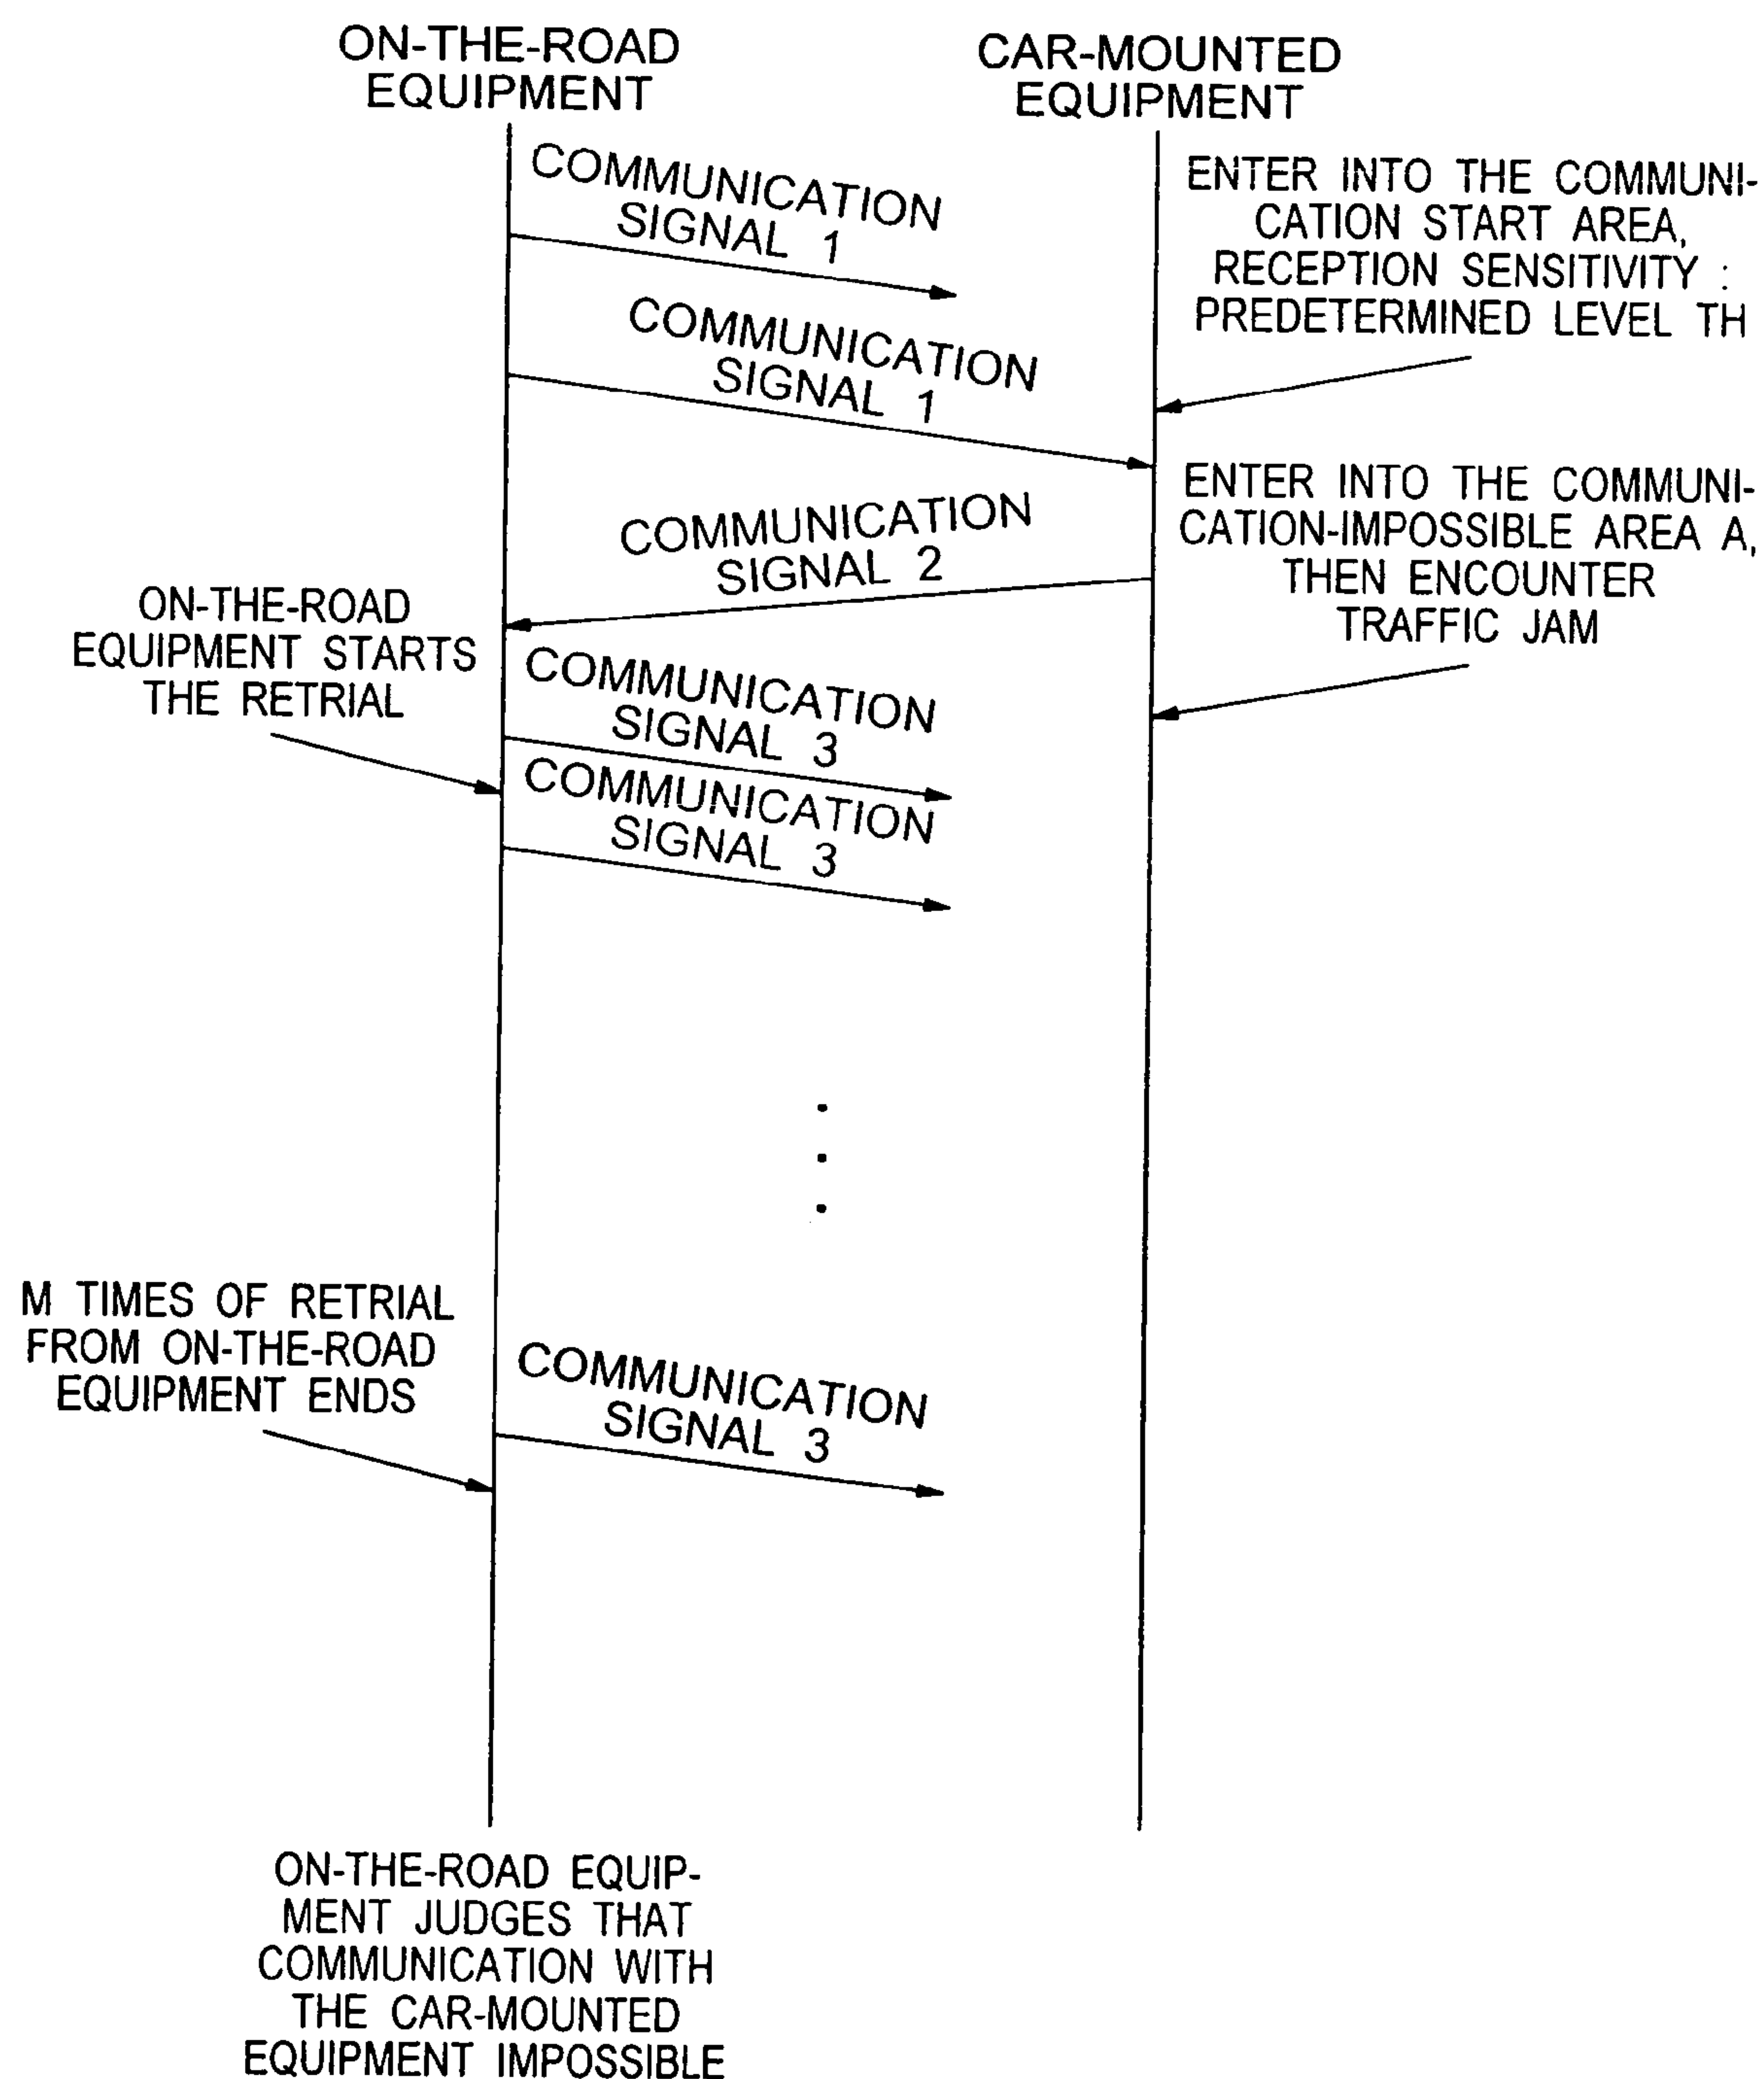 ON-THE-ROAD
EQUIPMENT
CAR-MOUNTED
EQUIPMENT
COMMUNICATION
SIGNAL 1
ENTER INTO THE COMMUNI-
CATION START AREA,
RECEPTION SENSITIVITY :
PREDETERMINED LEVEL TH
COMMUNICATION
SIGNAL 1
ENTER INTO THE COMMUNI-
CATION-IMPOSSIBLE AREA A,
THEN ENCOUNTER
TRAFFIC JAM
COMMUNICATION
SIGNAL 2
ON-THE-ROAD
EQUIPMENT STARTS
THE RETRIAL
COMMUNICATION
SIGNAL 3
COMMUNICATION
SIGNAL 3
M TIMES OF RETRIAL
FROM ON-THE-ROAD
EQUIPMENT ENDS
COMMUNICATION
SIGNAL 3
ON-THE-ROAD EQUIP-
MENT JUDGES THAT
COMMUNICATION WITH
THE CAR-MOUNTED
EQUIPMENT IMPOSSIBLE